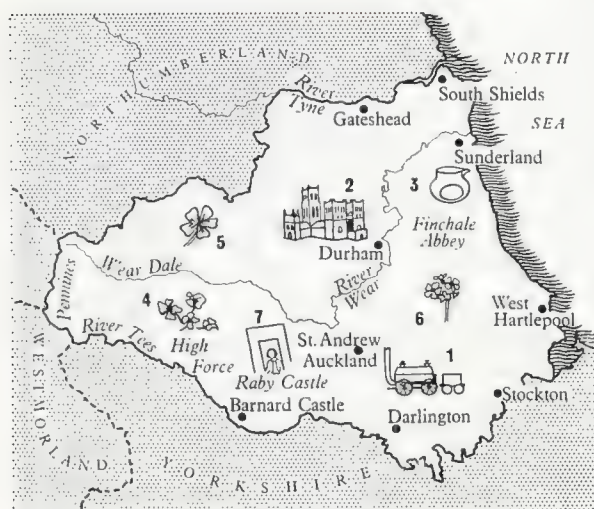 NORTHUMBERLAND
NORTH
SEA
River
Tyne
South Shields
Gateshead
Sunderland
2
3
Finchale
Abbey
5
Durham
Wear Dale
River
Wear
Pennines
4
7
6
West
Hartlepool
River Tees
High
Force
St. Andrew
Auckland
1
Raby Castle
Stockton
Barnard Castle
Darlington
WESTMORLAND
YORKSHIRE